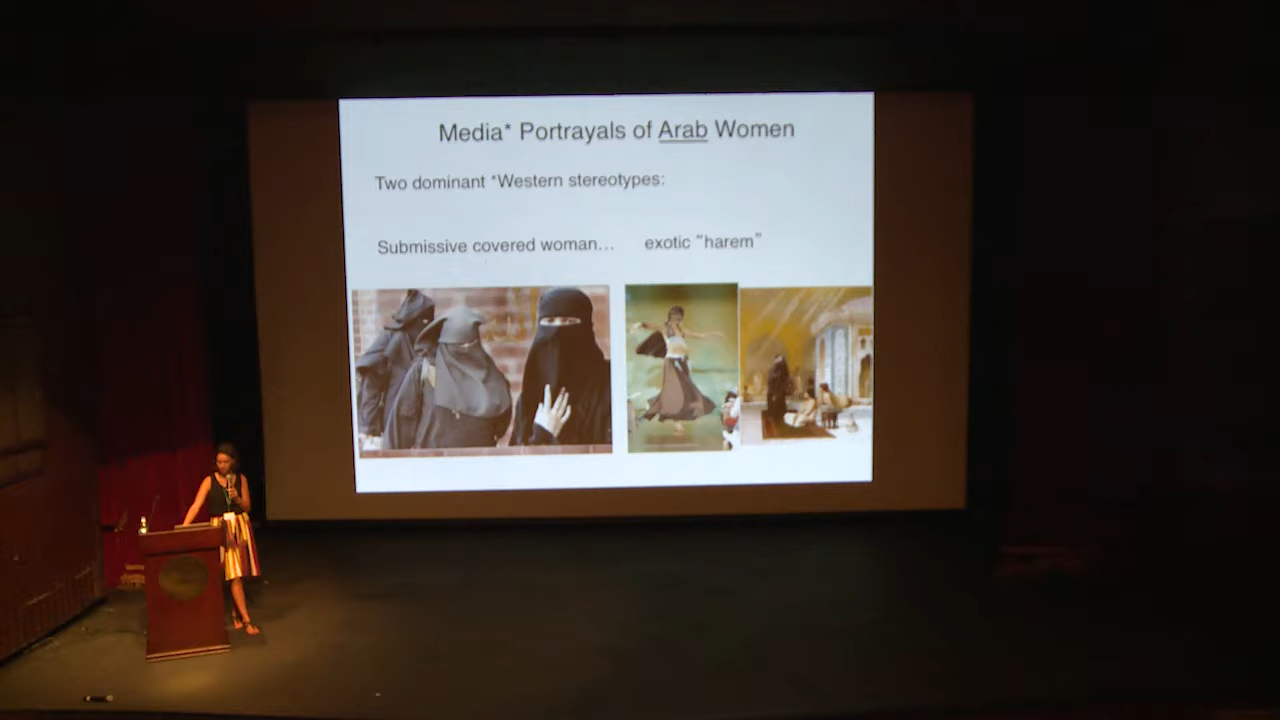 Media* Portrayals of Arab Women
Two dominant *Western stereotypes:
Submissive covered woman... exotic "harem"